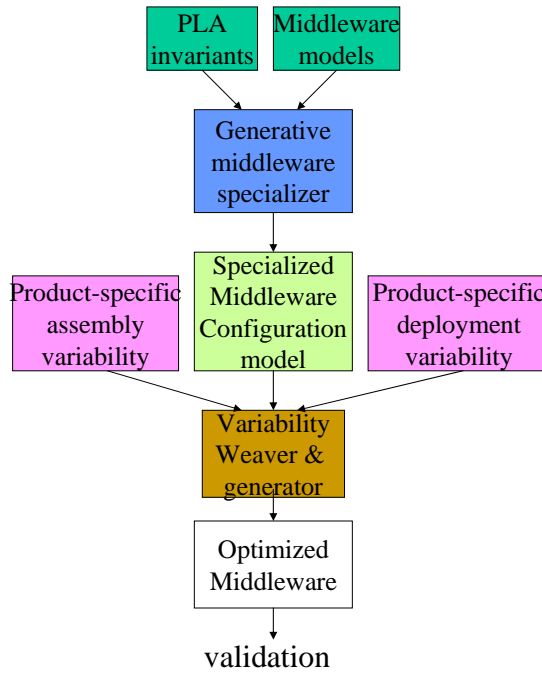 PLA
invariants
Middleware
models
Generative
middleware
specializer
Product-specific
assembly
variability
Specialized
Middleware
Configuration
model
Product-specific
deployment
variability
Variability
Weaver &
generator
Optimized
Middleware
validation